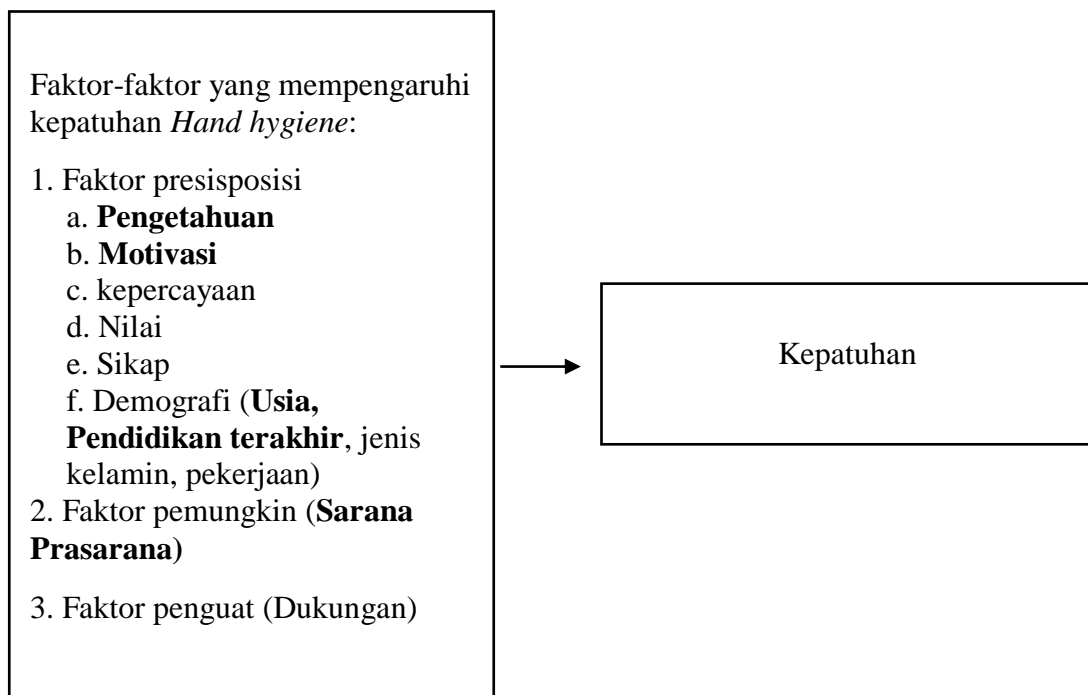 Faktor-faktor yang mempengaruhi
kepatuhan Hand hygiene:
1. Faktor presisposisi
a. Pengetahuan
b. Motivasi
c. kepercayaan
d. Nilai
e. Sikap
f. Demografi (Usia,
Pendidikan terakhir, jenis
kelamin, pekerjaan)
2. Faktor pemungkin (Sarana
Prasarana)
3. Faktor penguat (Dukungan)
Kepatuhan